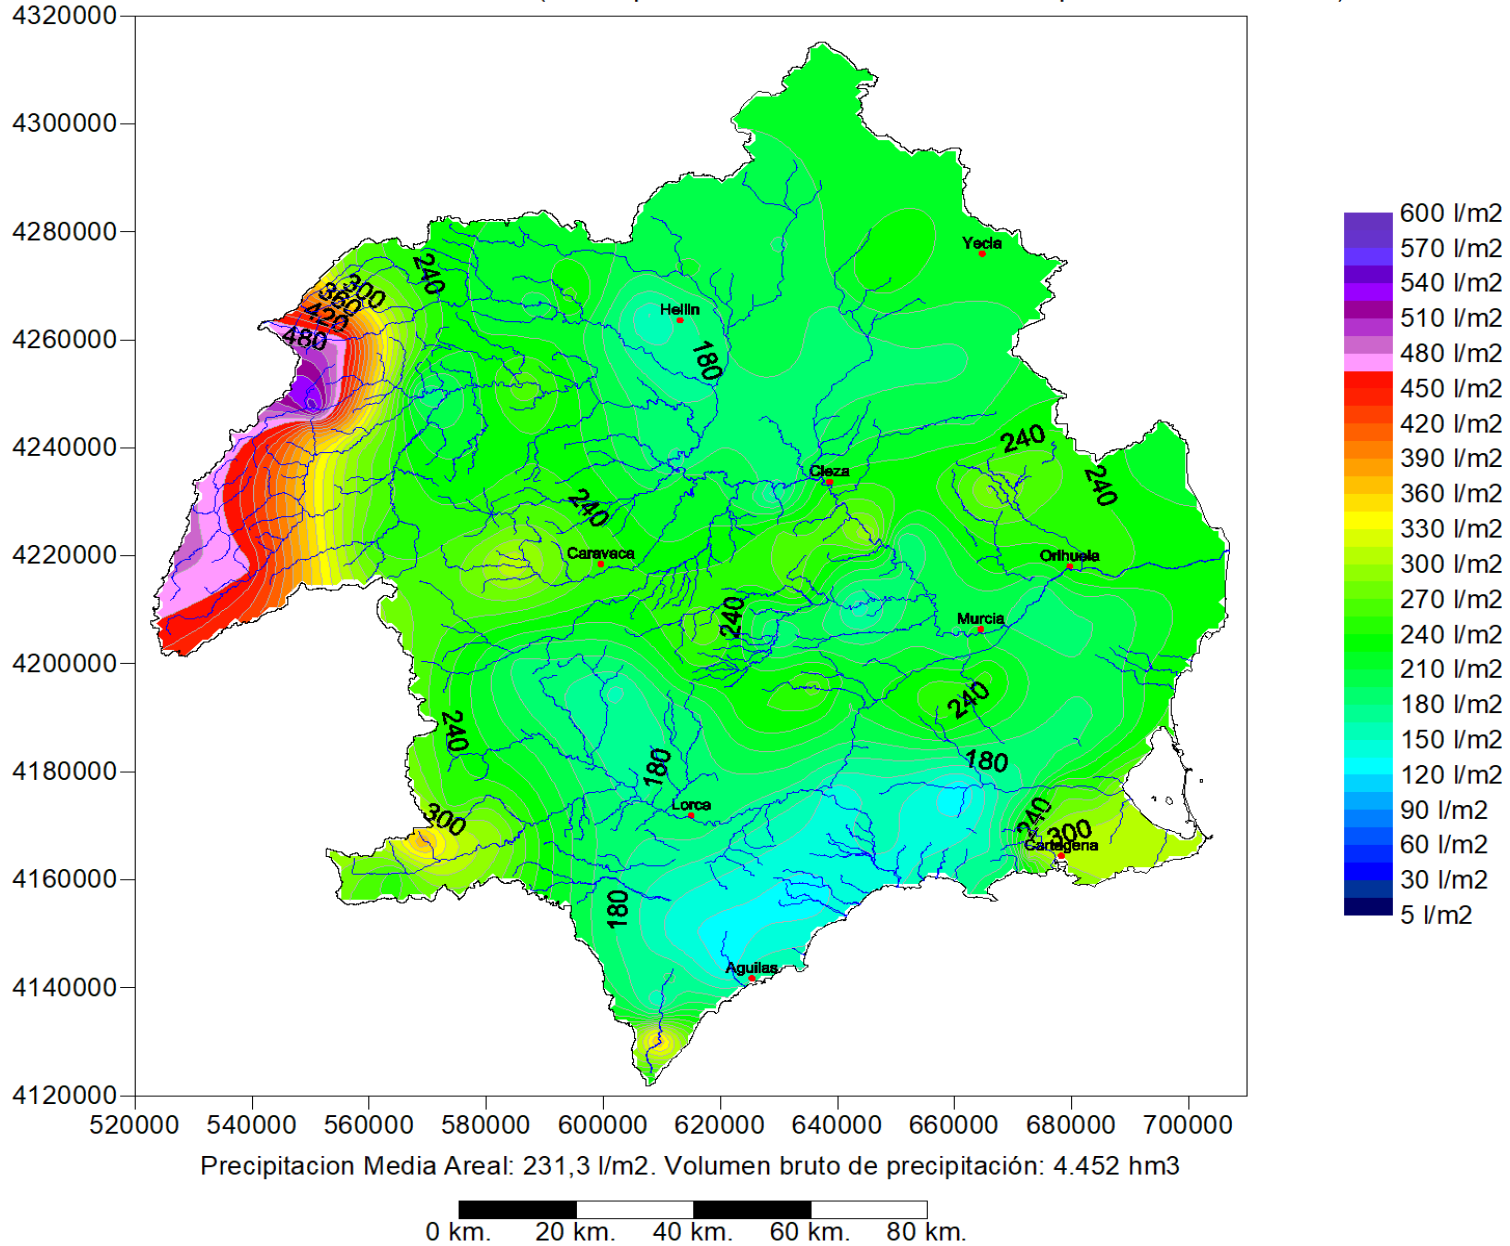 4320000
4300000
4280000
4260000
4240000
4220000
4200000
4180000
4160000
4140000
4120000
520000 540000 560000 580000 600000 620000 640000 660000 680000 700000
Yecla
240
300
360
420
480
Hellin
180
240
Cieza
240
240
Caravaca
Orihuela
240
Murcia
240
240
180
180
Lorca
300
240
300
Cartagena
180
Aguilas
600 l/m2
570 l/m2
540 l/m2
510 l/m2
480 l/m2
450 l/m2
420 l/m2
390 l/m2
360 l/m2
330 l/m2
300 l/m2
270 l/m2
240 l/m2
210 l/m2
180 l/m2
150 l/m2
120 l/m2
90 l/m2
60 l/m2
30 l/m2
5 l/m2
Precipitacion Media Areal: 231,3 l/m2. Volumen bruto de precipitación: 4.452 hm3
0 km. 20 km. 40 km. 60 km. 80 km.